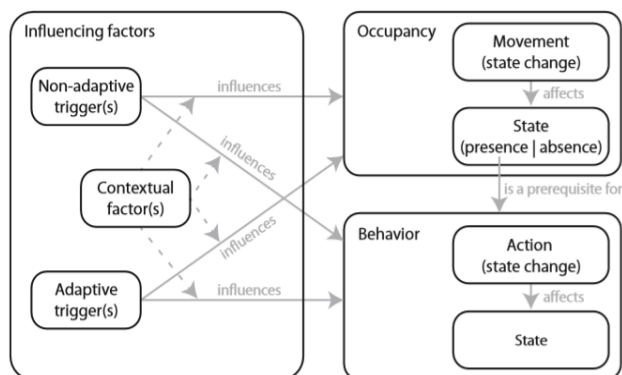 Influencing factors
Non-adaptive
trigger(s)
Contextual
factor(s)
Adaptive
trigger(s)
influences
influences
influences
influences
Occupancy
Movement
(state change)
affects
State
(presence | absence)
is a prerequisite for
Behavior
Action
(state change)
affects
State